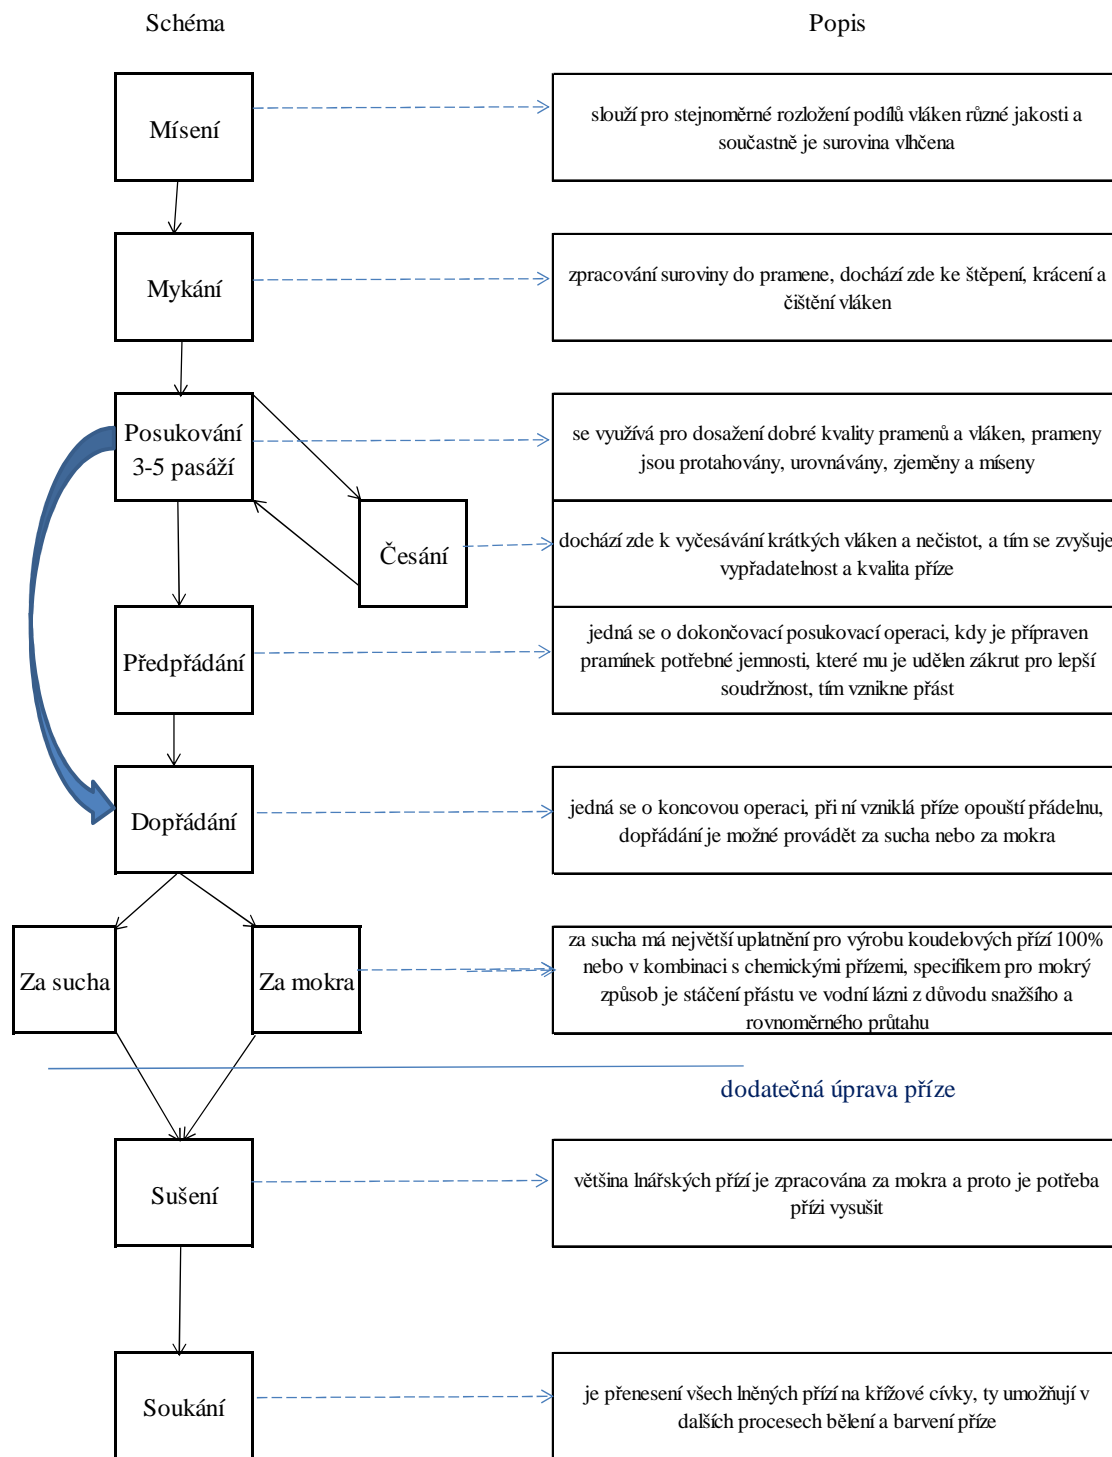 Schéma
Popis
Mísení
slouží pro stejnoměrné rozložení podílů vláken různé jakosti a
součastně je surovina vlhčena
Mykání
zpracování suroviny do pramene, dochází zde ke štěpení, krácení a
čištění vláken
Posukování
3-5 pasáží
se využívá pro dosažení dobré kvality pramenů a vláken, prameny
jsou protahovány, urovnávány, zjeměny a míseny
Česání
dochází zde k vyčesávání krátkých vláken a nečistot, a tím se zvyšuje
vypřadatelnost a kvalita příze
Předpřádání
jedná se o dokončovací posukovací operaci, kdy je přípraven
pramínek potřebné jemnosti, které mu je udělen zákrut pro lepší
soudržnost, tím vznikne přást
Dopřádání
jedná se o koncovou operaci, při ní vzniklá příze opouští přádelnu,
dopřádání je možné provádět za sucha nebo za mokra
Za sucha
Za mokra
za sucha má největší uplatnění pro výrobu koudelových přízí 100%
nebo v kombinaci s chemickými přízemi, specifikem pro mokrý
způsob je stáčení přástu ve vodní lázni z důvodu snažšího a
rovnoměrného průtahu
dodatečná úprava příze
Sušení
většina lnářských přízí je zpracována za mokra a proto je potřeba
přízi vysušit
Soukání
je přenesení všech lněných přízí na křížové cívky, ty umožňují v
dalších procesech bělení a barvení příze